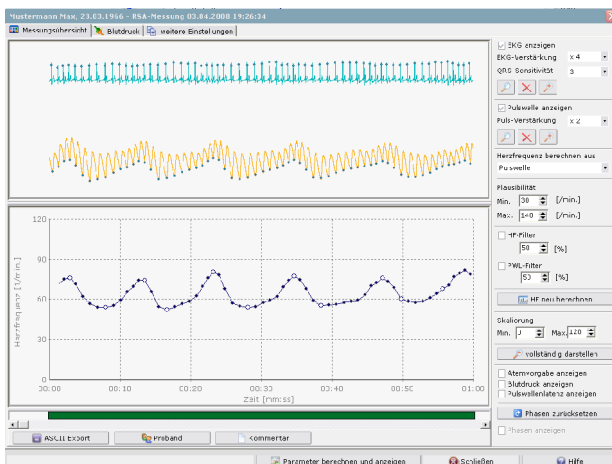 Mustermann Max, 23.03.1966 - RSA-Messung 03.04.2008 19:26:34
Messungsübersicht Blutdruck weitere Einstellungen
EKG anzeigen
EKG-Verstärkung x 4
QRS Sensitivität 3
Pulswelle anzeigen
Puls-Verstärkung x 2
Herzfrequenz berechnen aus
Pulswelle
Plausibilität
Min. 30 [/min.]
Max. 140 [/min.]
HF-Filter
50 [%]
PWL-Filter
50 [%]
HF neu berechnen
Skalierung
Min. 0 Max. 120
vollständig darstellen
Atemvorgabe anzeigen
Blutdruck anzeigen
Pulswellenlatenz anzeigen
Phasen zurücksetzen
Phasen anzeigen
Herzfrequenz [1/min.]
120
90
60
30
0
00:00 00:10 00:20 00:30 00:40 00:50 01:00
Zeit [mm:ss]
ASCII Export Proband Kommentar
Parameter berechnen und anzeigen Schließen Hilfe